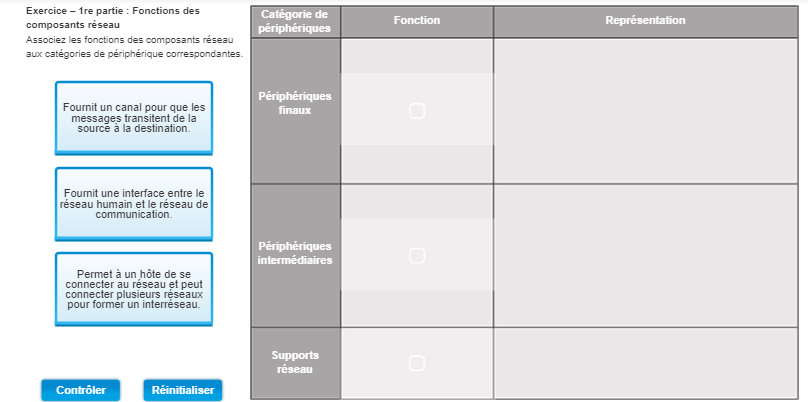 Exercice – 1re partie : Fonctions des
composants réseau
Associez les fonctions des composants réseau
aux catégories de périphérique correspondantes.
Fournit un canal pour que les
messages transitent de la
source à la destination.
Fournit une interface entre le
réseau humain et le réseau de
communication.
Permet à un hôte de se
connecter au réseau et peut
connecter plusieurs réseaux
pour former un interréseau.
Contrôler
Réinitialiser
Catégorie de
périphériques
Fonction
Représentation
Périphériques
finaux
Périphériques
intermédiaires
Supports
réseau